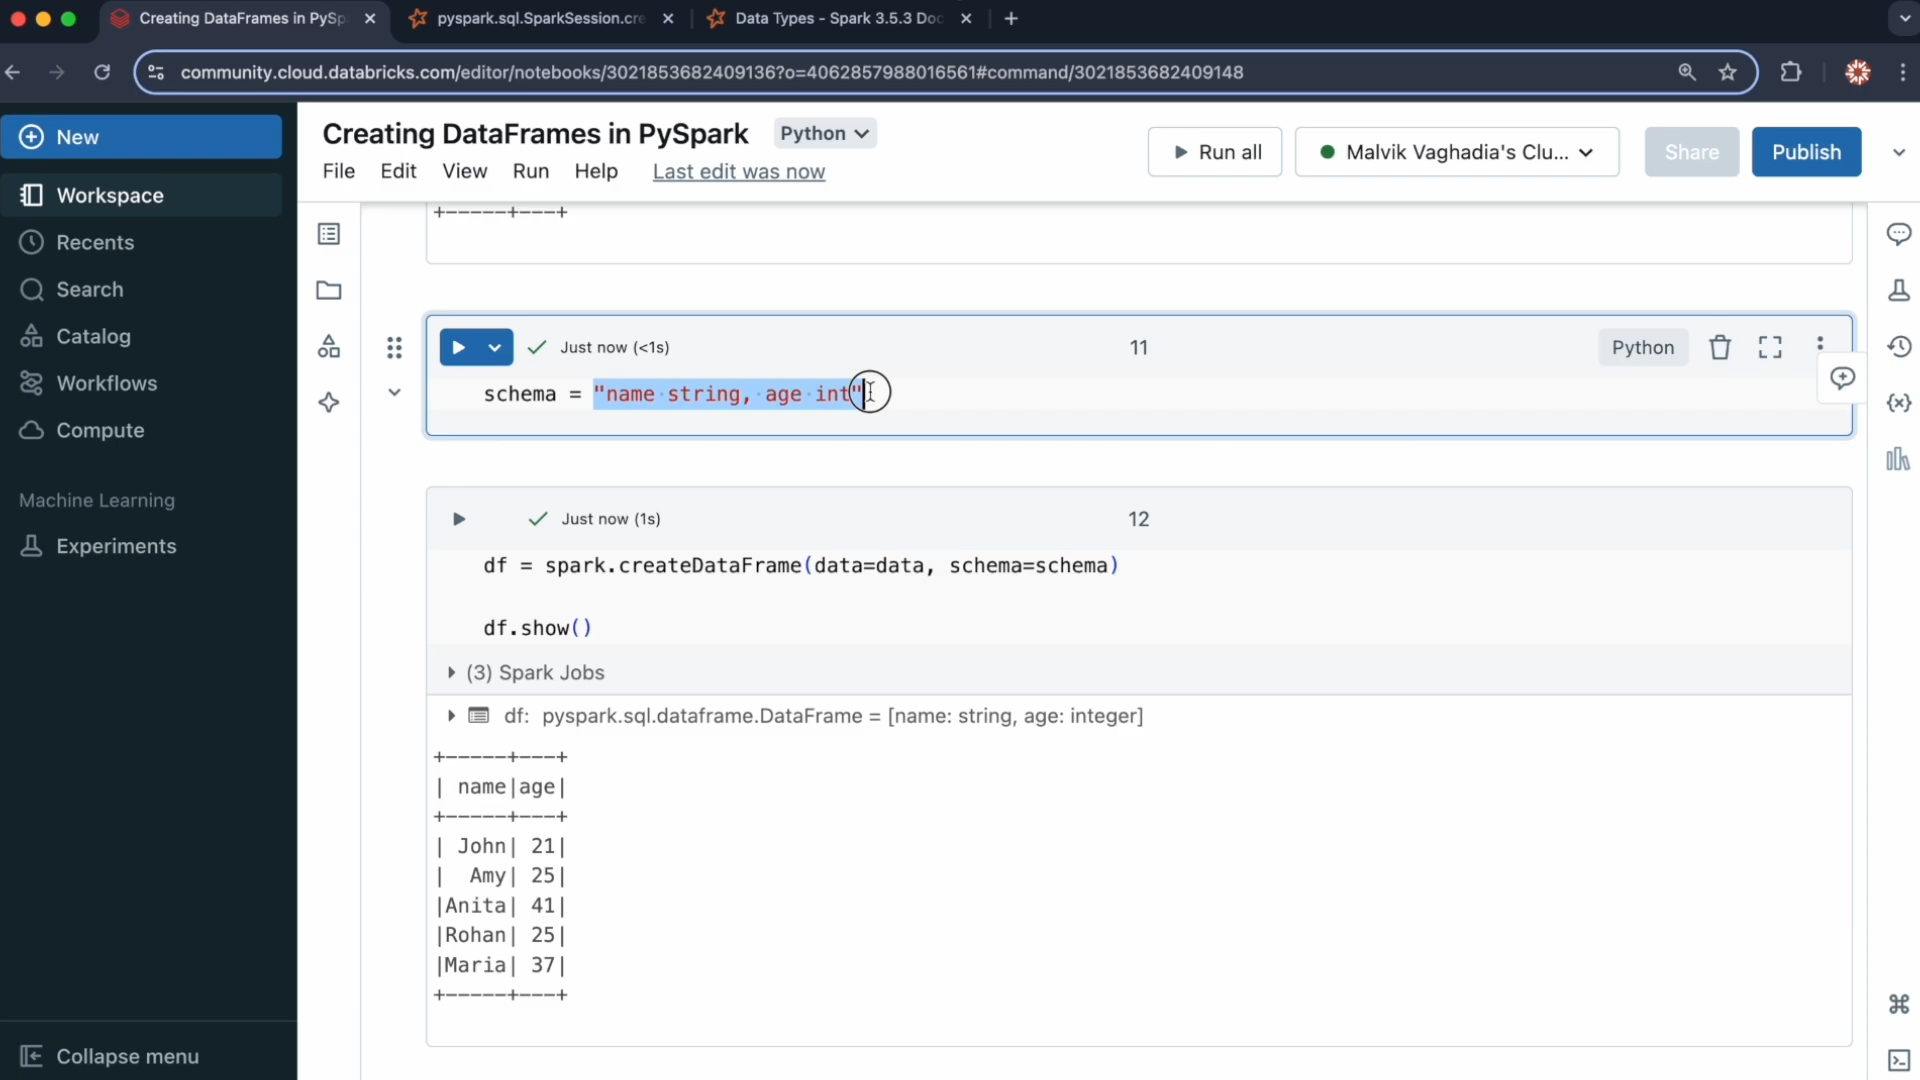 Creating DataFrames in PySp
pyspark.sql.SparkSession.cre
Data Types - Spark 3.5.3 Doc
community.cloud.databricks.com/editor/notebooks/3021853682409136?o=4062857988016561#command/3021853682409148
New
Workspace
Recents
Search
Catalog
Workflows
Compute
Machine Learning
Experiments
Collapse menu
Creating DataFrames in PySpark
Python
File Edit View Run Help Last edit was now
Run all
Malvik Vaghadia's Clu...
Share
Publish
+-----+---+
Just now (<1s)
11
Python
schema = "name string, age int"
Just now (1s)
12
df = spark.createDataFrame(data=data, schema=schema)
df.show()
(3) Spark Jobs
df: pyspark.sql.dataframe.DataFrame = [name: string, age: integer]
+-----+---+
| name|age|
+-----+---+
| John| 21|
|  Amy| 25|
|Anita| 41|
|Rohan| 25|
|Maria| 37|
+-----+---+